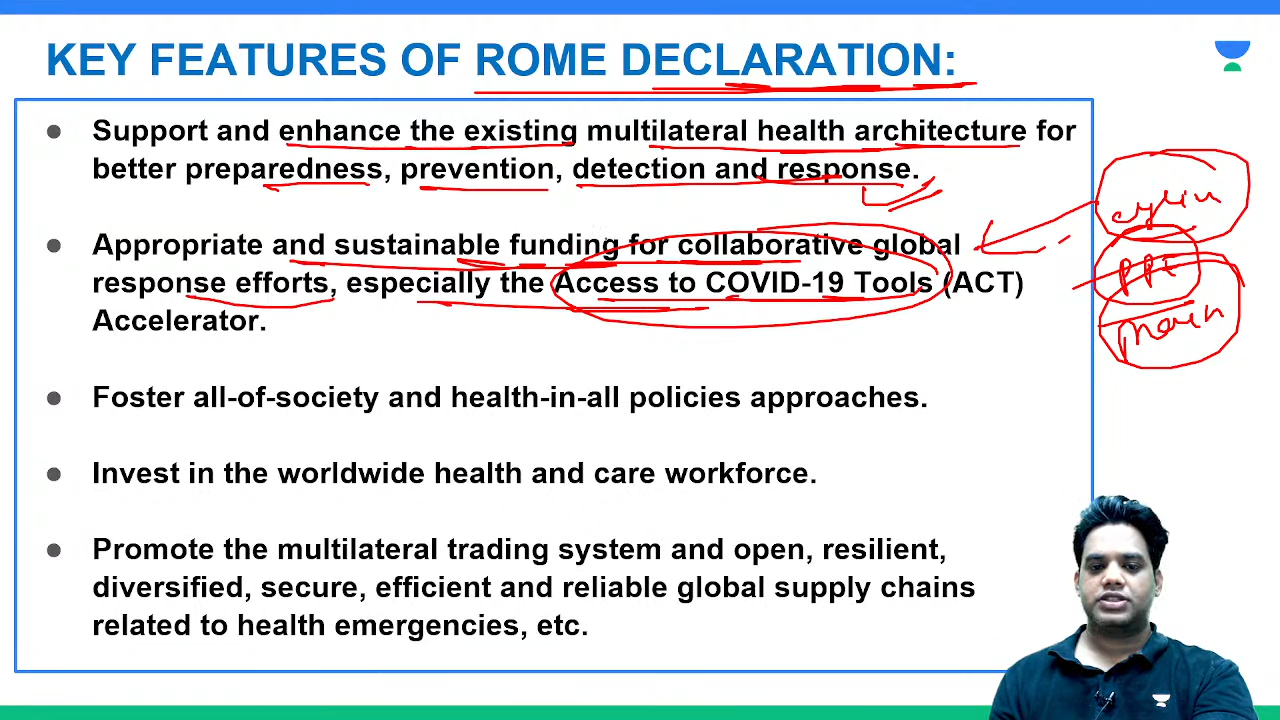 KEY FEATURES OF ROME DECLARATION:
● Support and enhance the existing multilateral health architecture for
better preparedness, prevention, detection and response.
● Appropriate and sustainable funding for collaborative global
response efforts, especially the Access to COVID-19 Tools (ACT)
Accelerator.
● Foster all-of-society and health-in-all policies approaches.
● Invest in the worldwide health and care workforce.
● Promote the multilateral trading system and open, resilient,
diversified, secure, efficient and reliable global supply chains
related to health emergencies, etc.
PPE